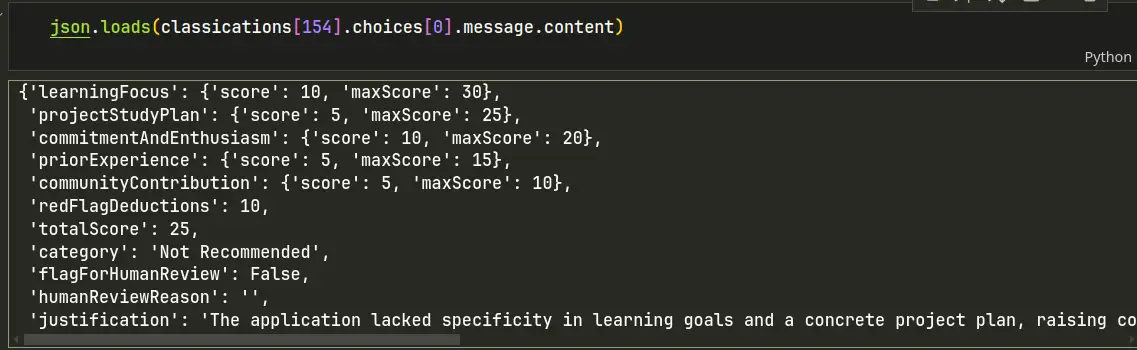 json.loads(classications[154].choices[0].message.content)
Python
{'learningFocus': {'score': 10, 'maxScore': 30},
 'projectStudyPlan': {'score': 5, 'maxScore': 25},
 'commitmentAndEnthusiasm': {'score': 10, 'maxScore': 20},
 'priorExperience': {'score': 5, 'maxScore': 15},
 'communityContribution': {'score': 5, 'maxScore': 10},
 'redFlagDeductions': 10,
 'totalScore': 25,
 'category': 'Not Recommended',
 'flagForHumanReview': False,
 'humanReviewReason': '',
 'justification': 'The application lacked specificity in learning goals and a concrete project plan, raising co